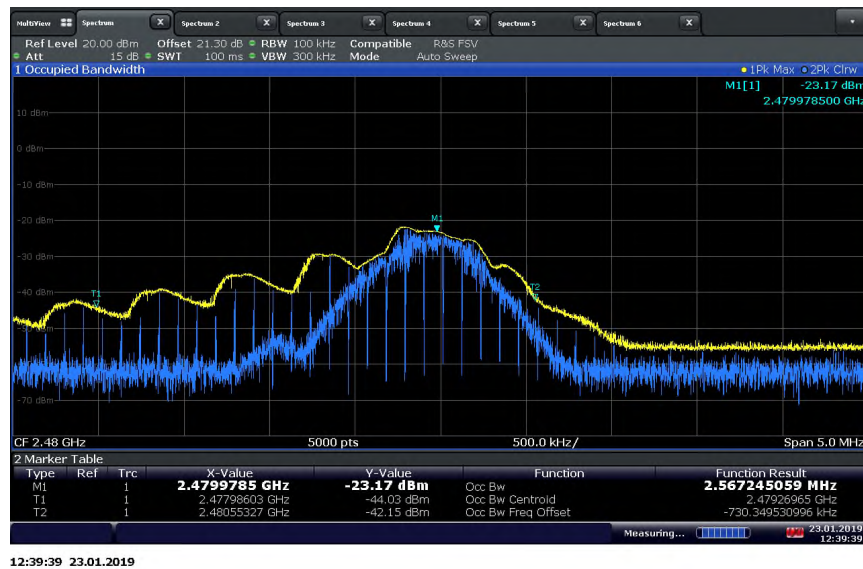 MultiView Spectrum X Spectrum 2 X Spectrum 3 X Spectrum 4 X Spectrum 5 X Spectrum 6 X
Ref Level 20.00 dBm Offset 21.30 dB RBW 100 kHz Compatible R&S FSV
Att 15 dB SWT 100 ms VBW 300 kHz Mode Auto Sweep
1 Occupied Bandwidth 1Pk Max 2Pk Clrw
M1[1] -23.17 dBm
2.479978500 GHz
10 dBm
0 dBm
-10 dBm
-20 dBm
M1
-30 dBm
T2
-40 dBm T1
-70 dBm
CF 2.48 GHz 5000 pts 500.0 kHz/ Span 5.0 MHz
2 Marker Table
Type Ref Trc X-Value Y-Value Function Function Result
M1 1 2.4799785 GHz -23.17 dBm Occ Bw 2.567245059 MHz
T1 1 2.47798603 GHz -44.03 dBm Occ Bw Centroid 2.47926965 GHz
T2 1 2.48055327 GHz -42.15 dBm Occ Bw Freq Offset -730.349530996 kHz
Measuring... 23.01.2019
12:39:39
12:39:39 23.01.2019